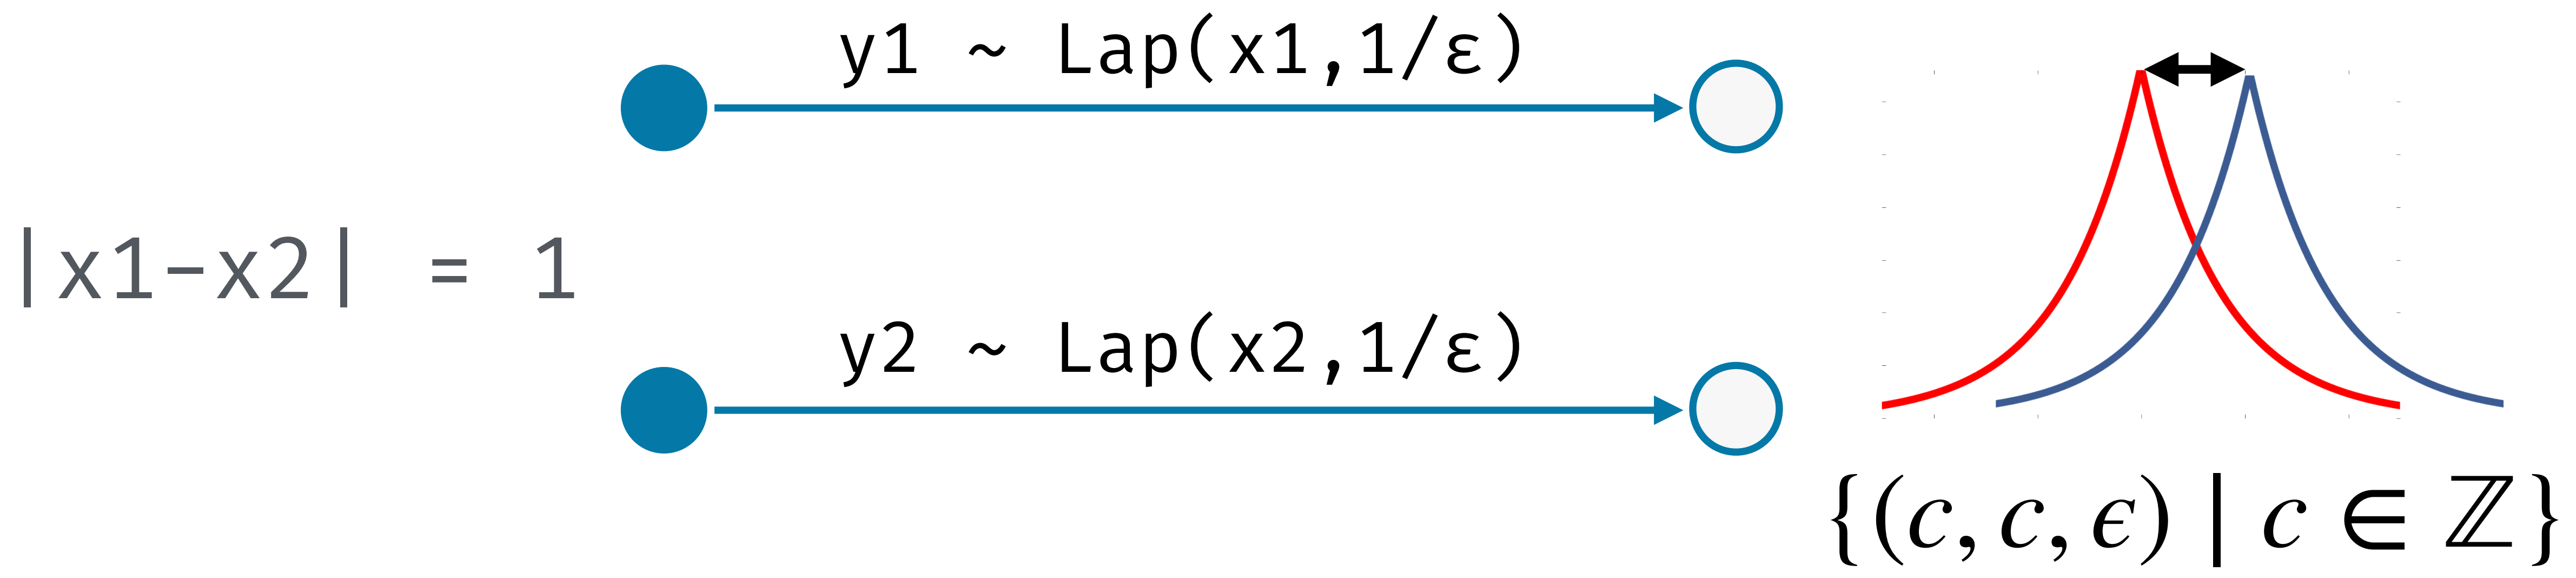 y1 ~ Lap(x1,1/ε)
|x1-x2| = 1
y2 ~ Lap(x2,1/ε)
{(c, c, ϵ) | c ∈ ℤ}